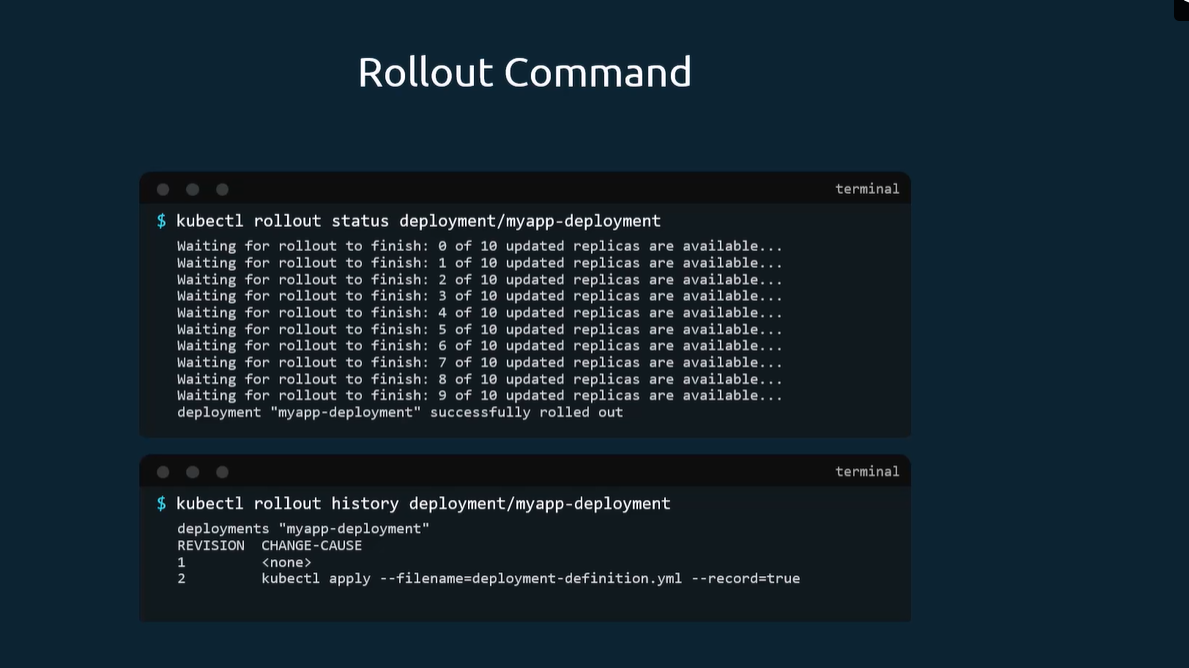 Rollout Command
terminal
$ kubectl rollout status deployment/myapp-deployment
Waiting for rollout to finish: 0 of 10 updated replicas are available...
Waiting for rollout to finish: 1 of 10 updated replicas are available...
Waiting for rollout to finish: 2 of 10 updated replicas are available...
Waiting for rollout to finish: 3 of 10 updated replicas are available...
Waiting for rollout to finish: 4 of 10 updated replicas are available...
Waiting for rollout to finish: 5 of 10 updated replicas are available...
Waiting for rollout to finish: 6 of 10 updated replicas are available...
Waiting for rollout to finish: 7 of 10 updated replicas are available...
Waiting for rollout to finish: 8 of 10 updated replicas are available...
Waiting for rollout to finish: 9 of 10 updated replicas are available...
deployment "myapp-deployment" successfully rolled out
terminal
$ kubectl rollout history deployment/myapp-deployment
deployments "myapp-deployment"
REVISION CHANGE-CAUSE
1 <none>
2 kubectl apply --filename=deployment-definition.yml --record=true